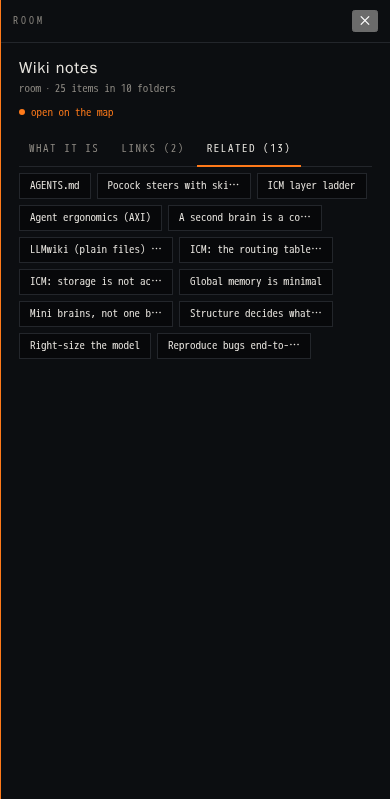 ROOM
Wiki notes
room · 25 items in 10 folders
open on the map
WHAT IT IS LINKS (2) RELATED (13)
AGENTS.md Pocock steers with ski··· ICM layer ladder
Agent ergonomics (AXI) A second brain is a co···
LLMwiki (plain files) ··· ICM: the routing table···
ICM: storage is not ac··· Global memory is minimal
Mini brains, not one b··· Structure decides what···
Right-size the model Reproduce bugs end-to-···